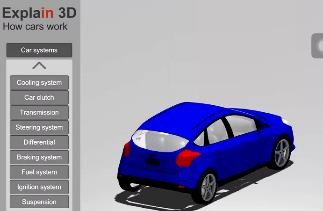 Explain 3D
How cars work
Car systems
Cooling system
Car clutch
Transmission
Steering system
Differential
Braking system
Fuel system
Ignition system
Suspension